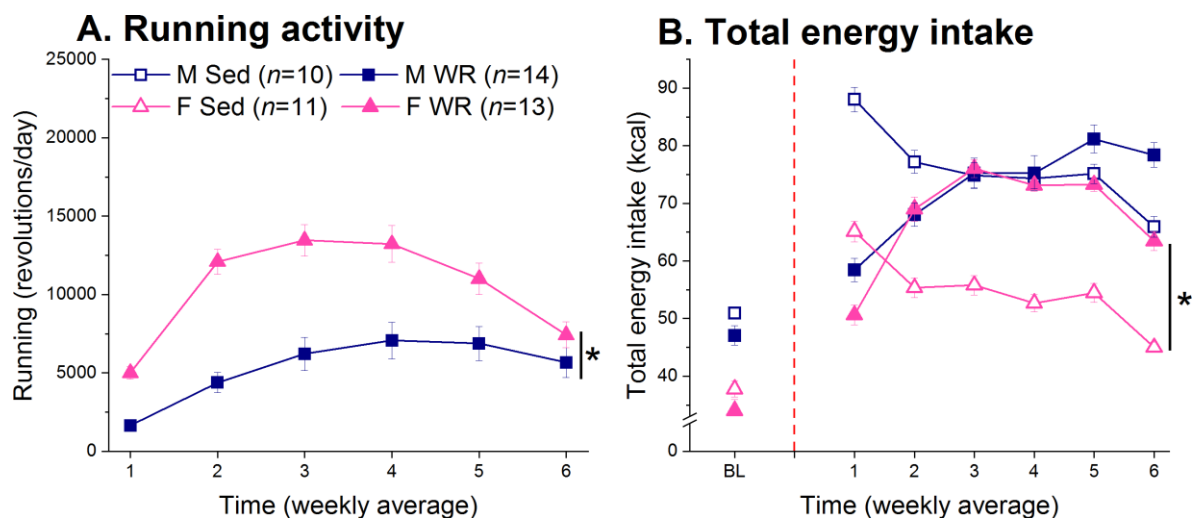 A. Running activity
Running (revolutions/day)
25000
20000
15000
10000
5000
0
M Sed (n=10)
M WR (n=14)
F Sed (n=11)
F WR (n=13)
*
1 2 3 4 5 6
Time (weekly average)
B. Total energy intake
Total energy intake (kcal)
90
80
70
60
50
40
0
*
BL 1 2 3 4 5 6
Time (weekly average)